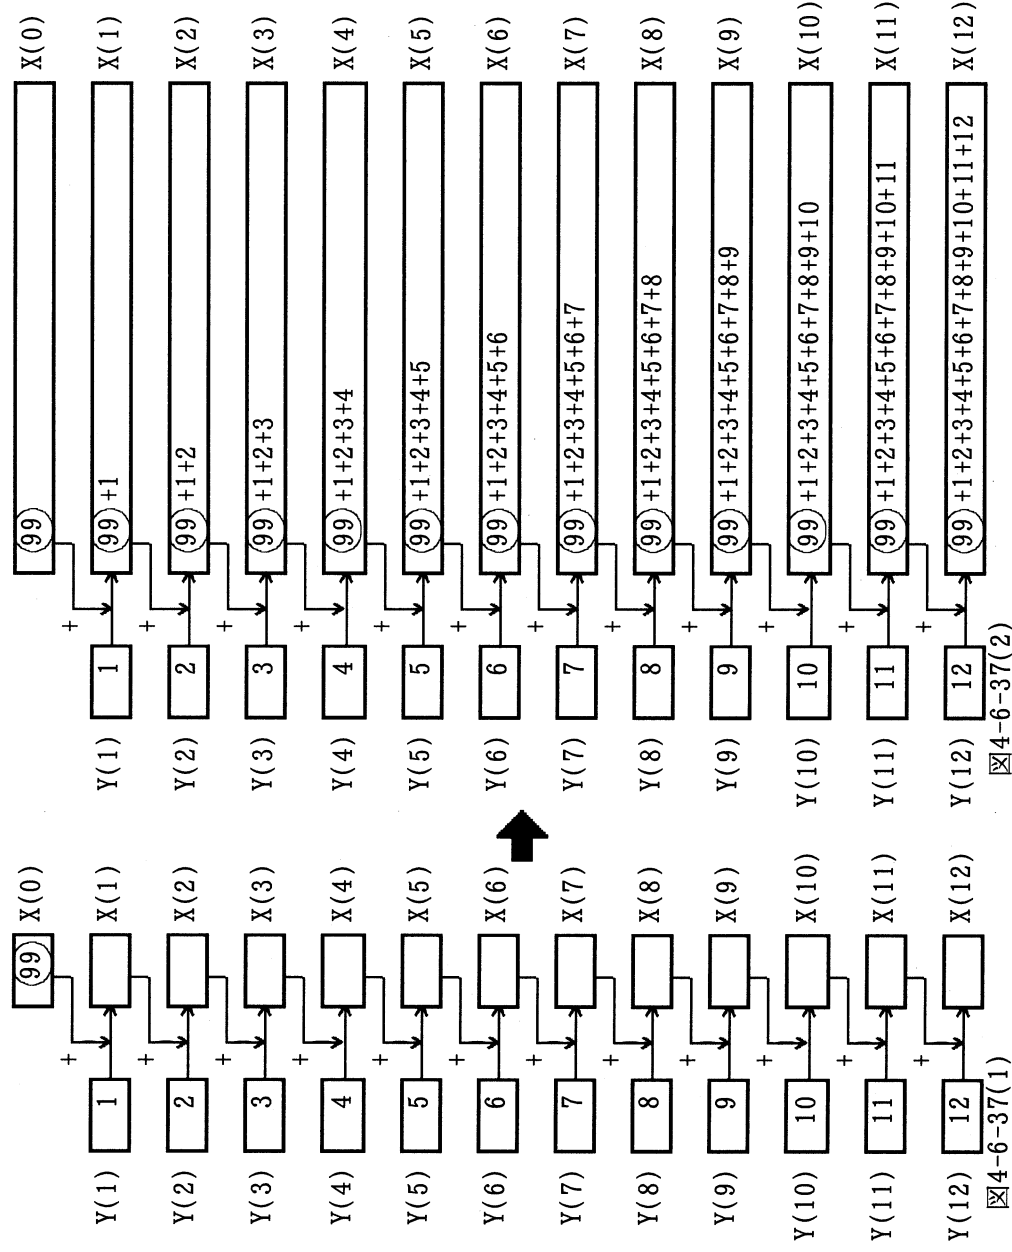 Y(1) 1 + X(0) 99 X(1)
Y(2) 2 + X(2)
Y(3) 3 + X(3)
Y(4) 4 + X(4)
Y(5) 5 + X(5)
Y(6) 6 + X(6)
Y(7) 7 + X(7)
Y(8) 8 + X(8)
Y(9) 9 + X(9)
Y(10) 10 + X(10)
Y(11) 11 + X(11)
Y(12) 12 + X(12)
図4-6-37(1)
99 X(0)
Y(1) 1 + 99+1 X(1)
Y(2) 2 + 99+1+2 X(2)
Y(3) 3 + 99+1+2+3 X(3)
Y(4) 4 + 99+1+2+3+4 X(4)
Y(5) 5 + 99+1+2+3+4+5 X(5)
Y(6) 6 + 99+1+2+3+4+5+6 X(6)
Y(7) 7 + 99+1+2+3+4+5+6+7 X(7)
Y(8) 8 + 99+1+2+3+4+5+6+7+8 X(8)
Y(9) 9 + 99+1+2+3+4+5+6+7+8+9 X(9)
Y(10) 10 + 99+1+2+3+4+5+6+7+8+9+10 X(10)
Y(11) 11 + 99+1+2+3+4+5+6+7+8+9+10+11 X(11)
Y(12) 12 + 99+1+2+3+4+5+6+7+8+9+10+11+12 X(12)
図4-6-37(2)